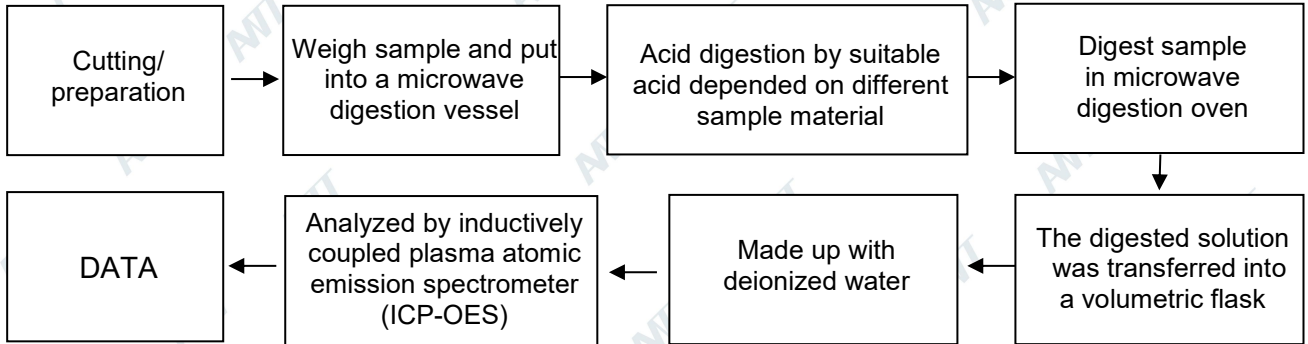 Cutting/
preparation
Weigh sample and put
into a microwave
digestion vessel
Acid digestion by suitable
acid depended on different
sample material
Digest sample
in microwave
digestion oven
The digested solution
was transferred into
a volumetric flask
Made up with
deionized water
Analyzed by inductively
coupled plasma atomic
emission spectrometer
(ICP-OES)
DATA